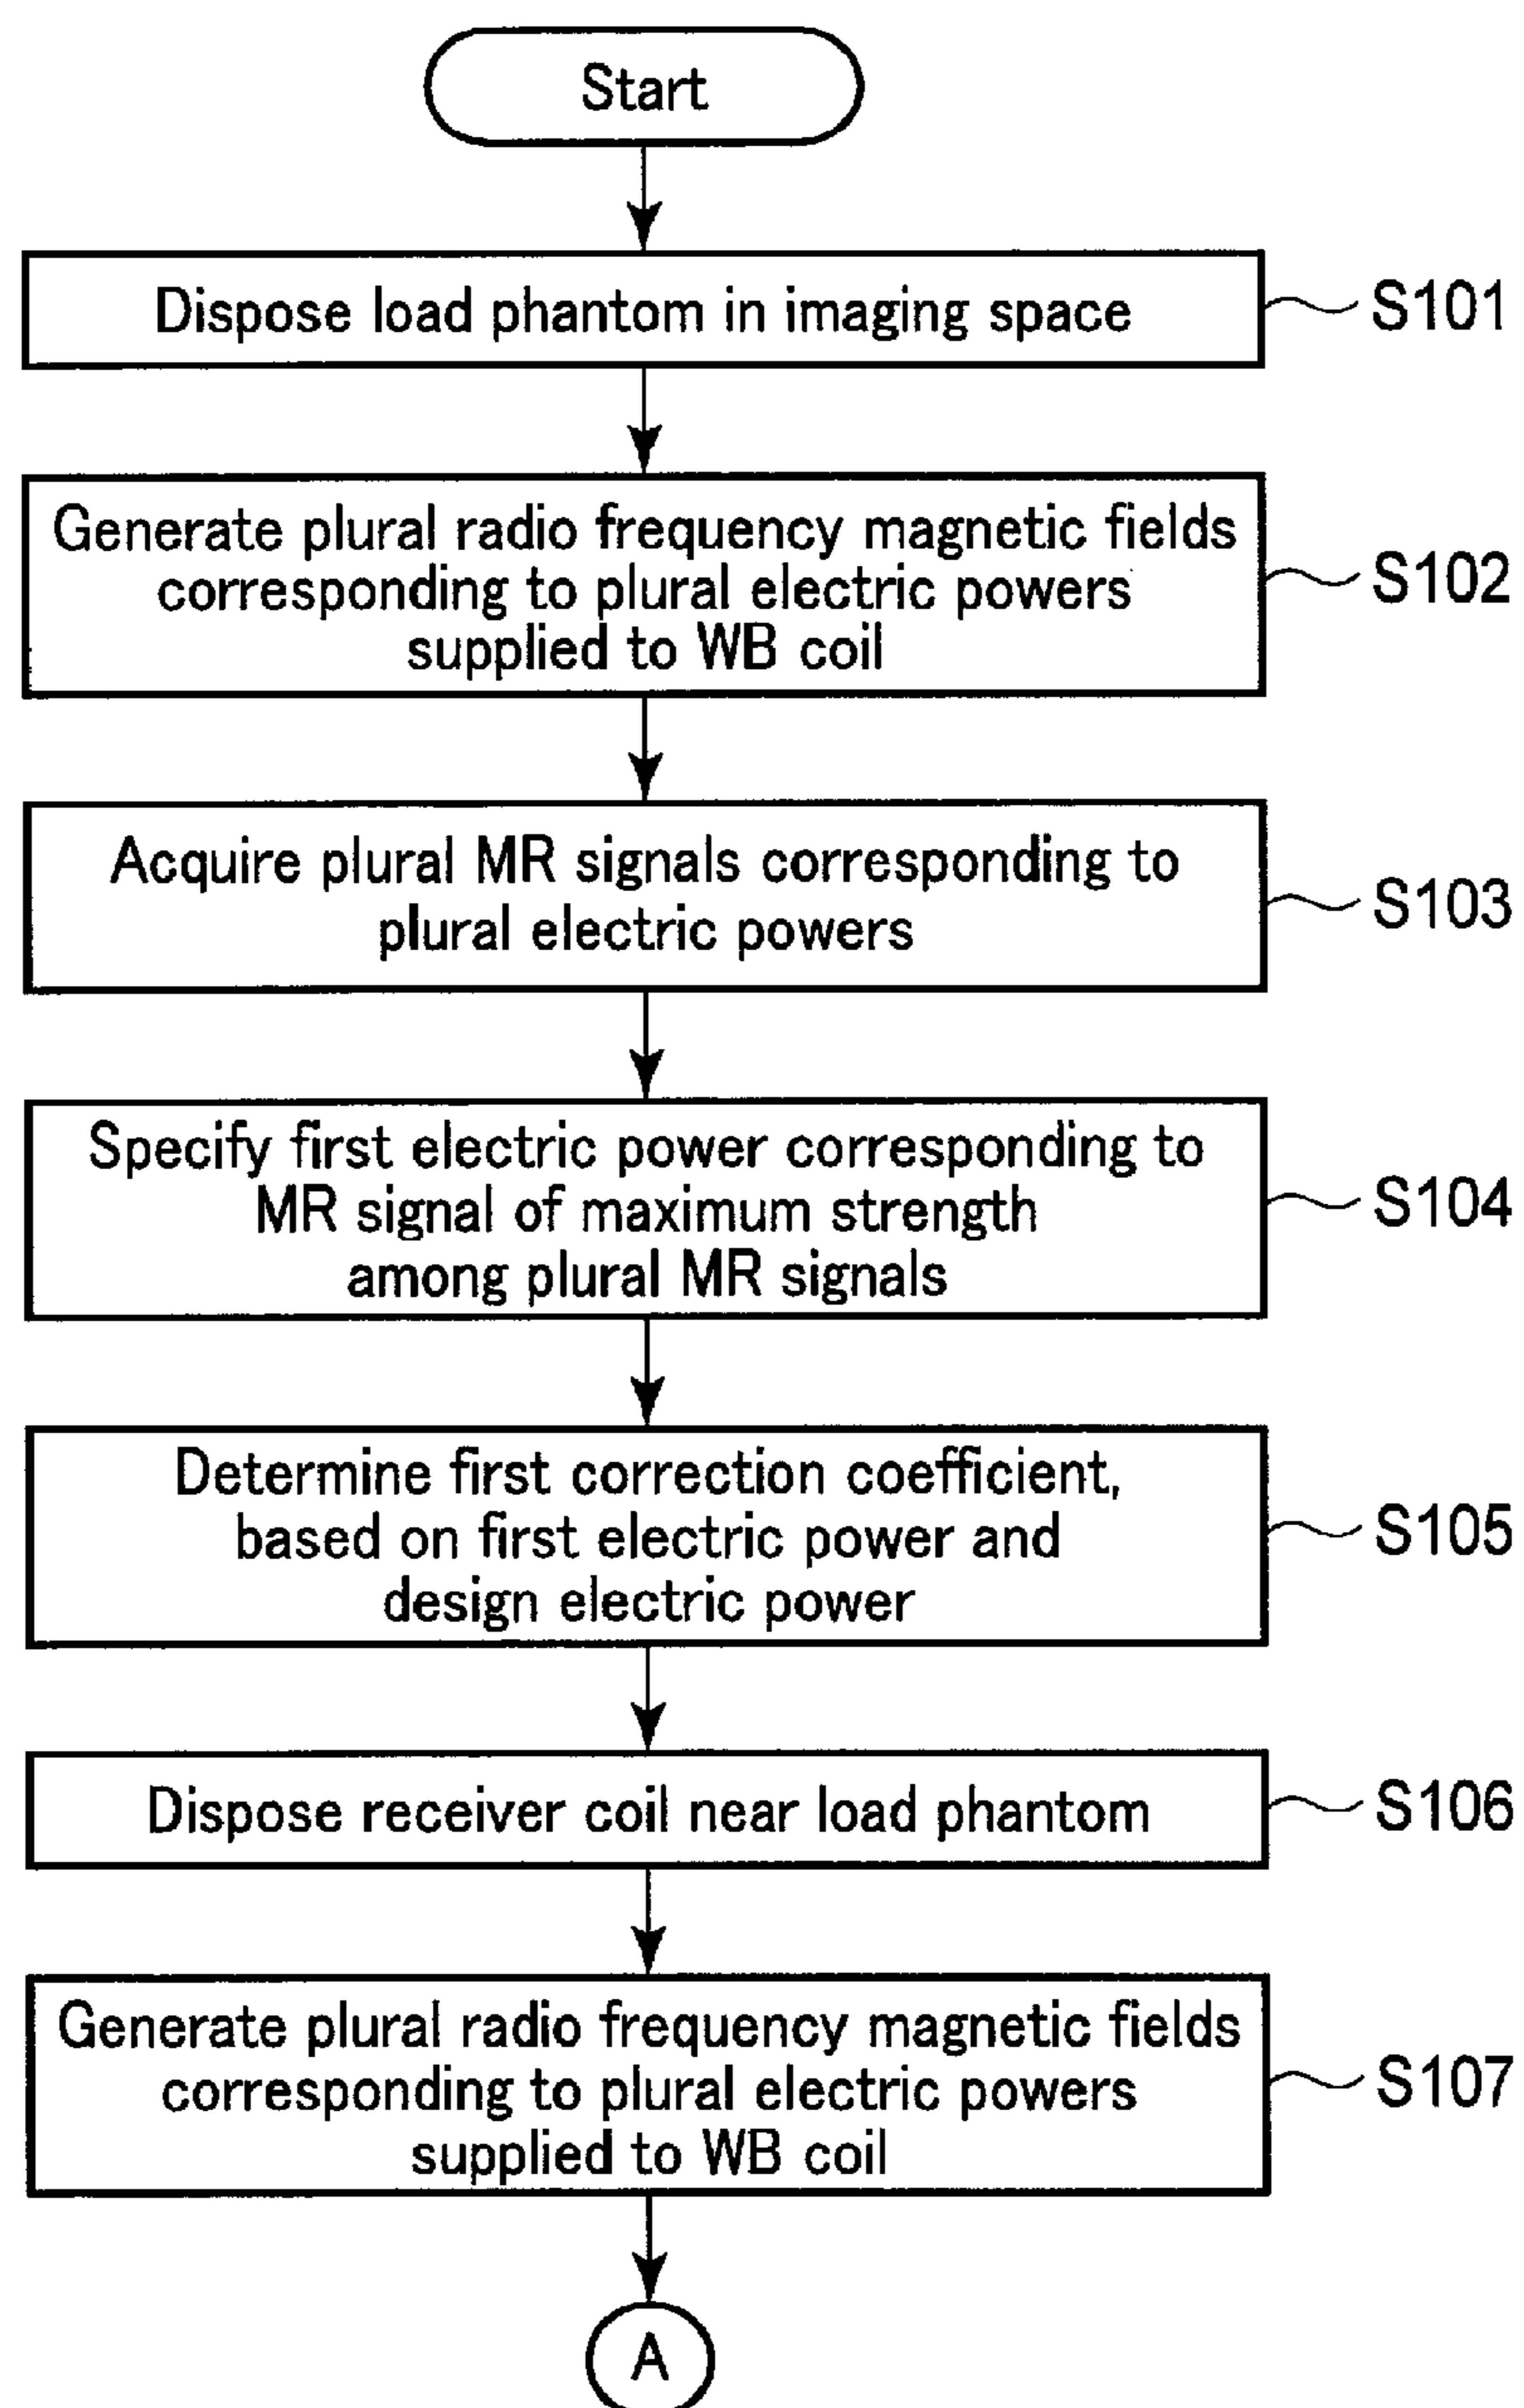 Start
Dispose load phantom in imaging space
S101
Generate plural radio frequency magnetic fields
corresponding to plural electric powers
supplied to WB coil
S102
Acquire plural MR signals corresponding to
plural electric powers
S103
Specify first electric power corresponding to
MR signal of maximum strength
among plural MR signals
S104
Determine first correction coefficient,
based on first electric power and
design electric power
S105
Dispose receiver coil near load phantom
S106
Generate plural radio frequency magnetic fields
corresponding to plural electric powers
supplied to WB coil
S107
A